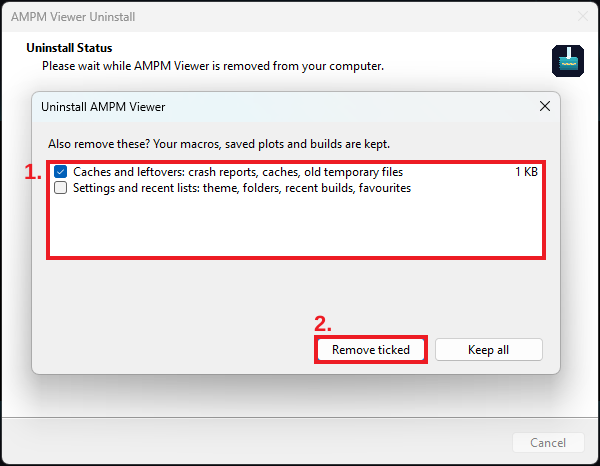 AMPM Viewer Uninstall
Uninstall Status
Please wait while AMPM Viewer is removed from your computer.
Uninstall AMPM Viewer
Also remove these? Your macros, saved plots and builds are kept.
1.
Caches and leftovers: crash reports, caches, old temporary files 1 KB
Settings and recent lists: theme, folders, recent builds, favourites
2.
Remove ticked Keep all
Cancel